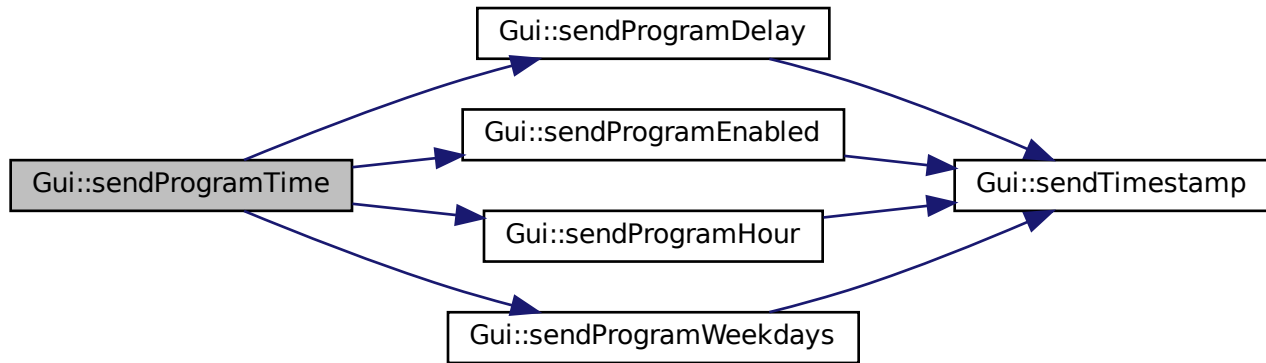 Gui::sendProgramTime
Gui::sendProgramDelay
Gui::sendProgramEnabled
Gui::sendProgramHour
Gui::sendProgramWeekdays
Gui::sendTimestamp